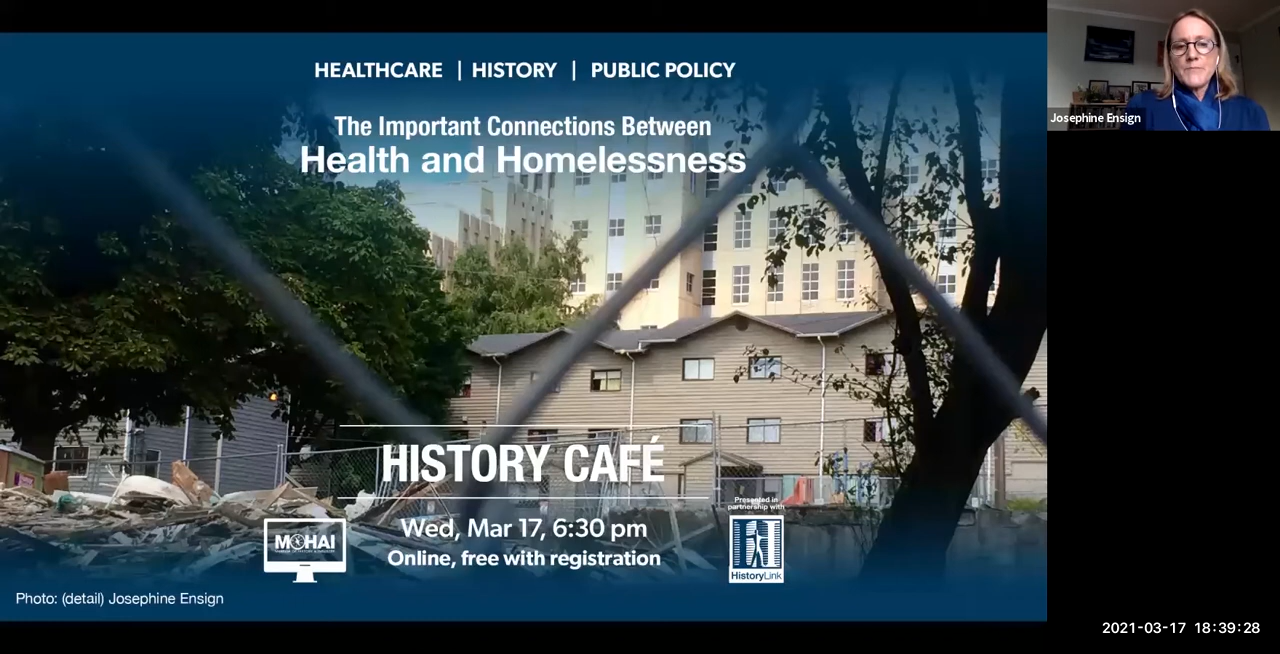 HEALTHCARE | HISTORY | PUBLIC POLICY
The Important Connections Between
Health and Homelessness
HISTORY CAFÉ
Wed, Mar 17, 6:30 pm
Online, free with registration
MOHAI
Presented in
partnership with
HistoryLink
Photo: (detail) Josephine Ensign
Josephine Ensign
2021-03-17 18:39:28